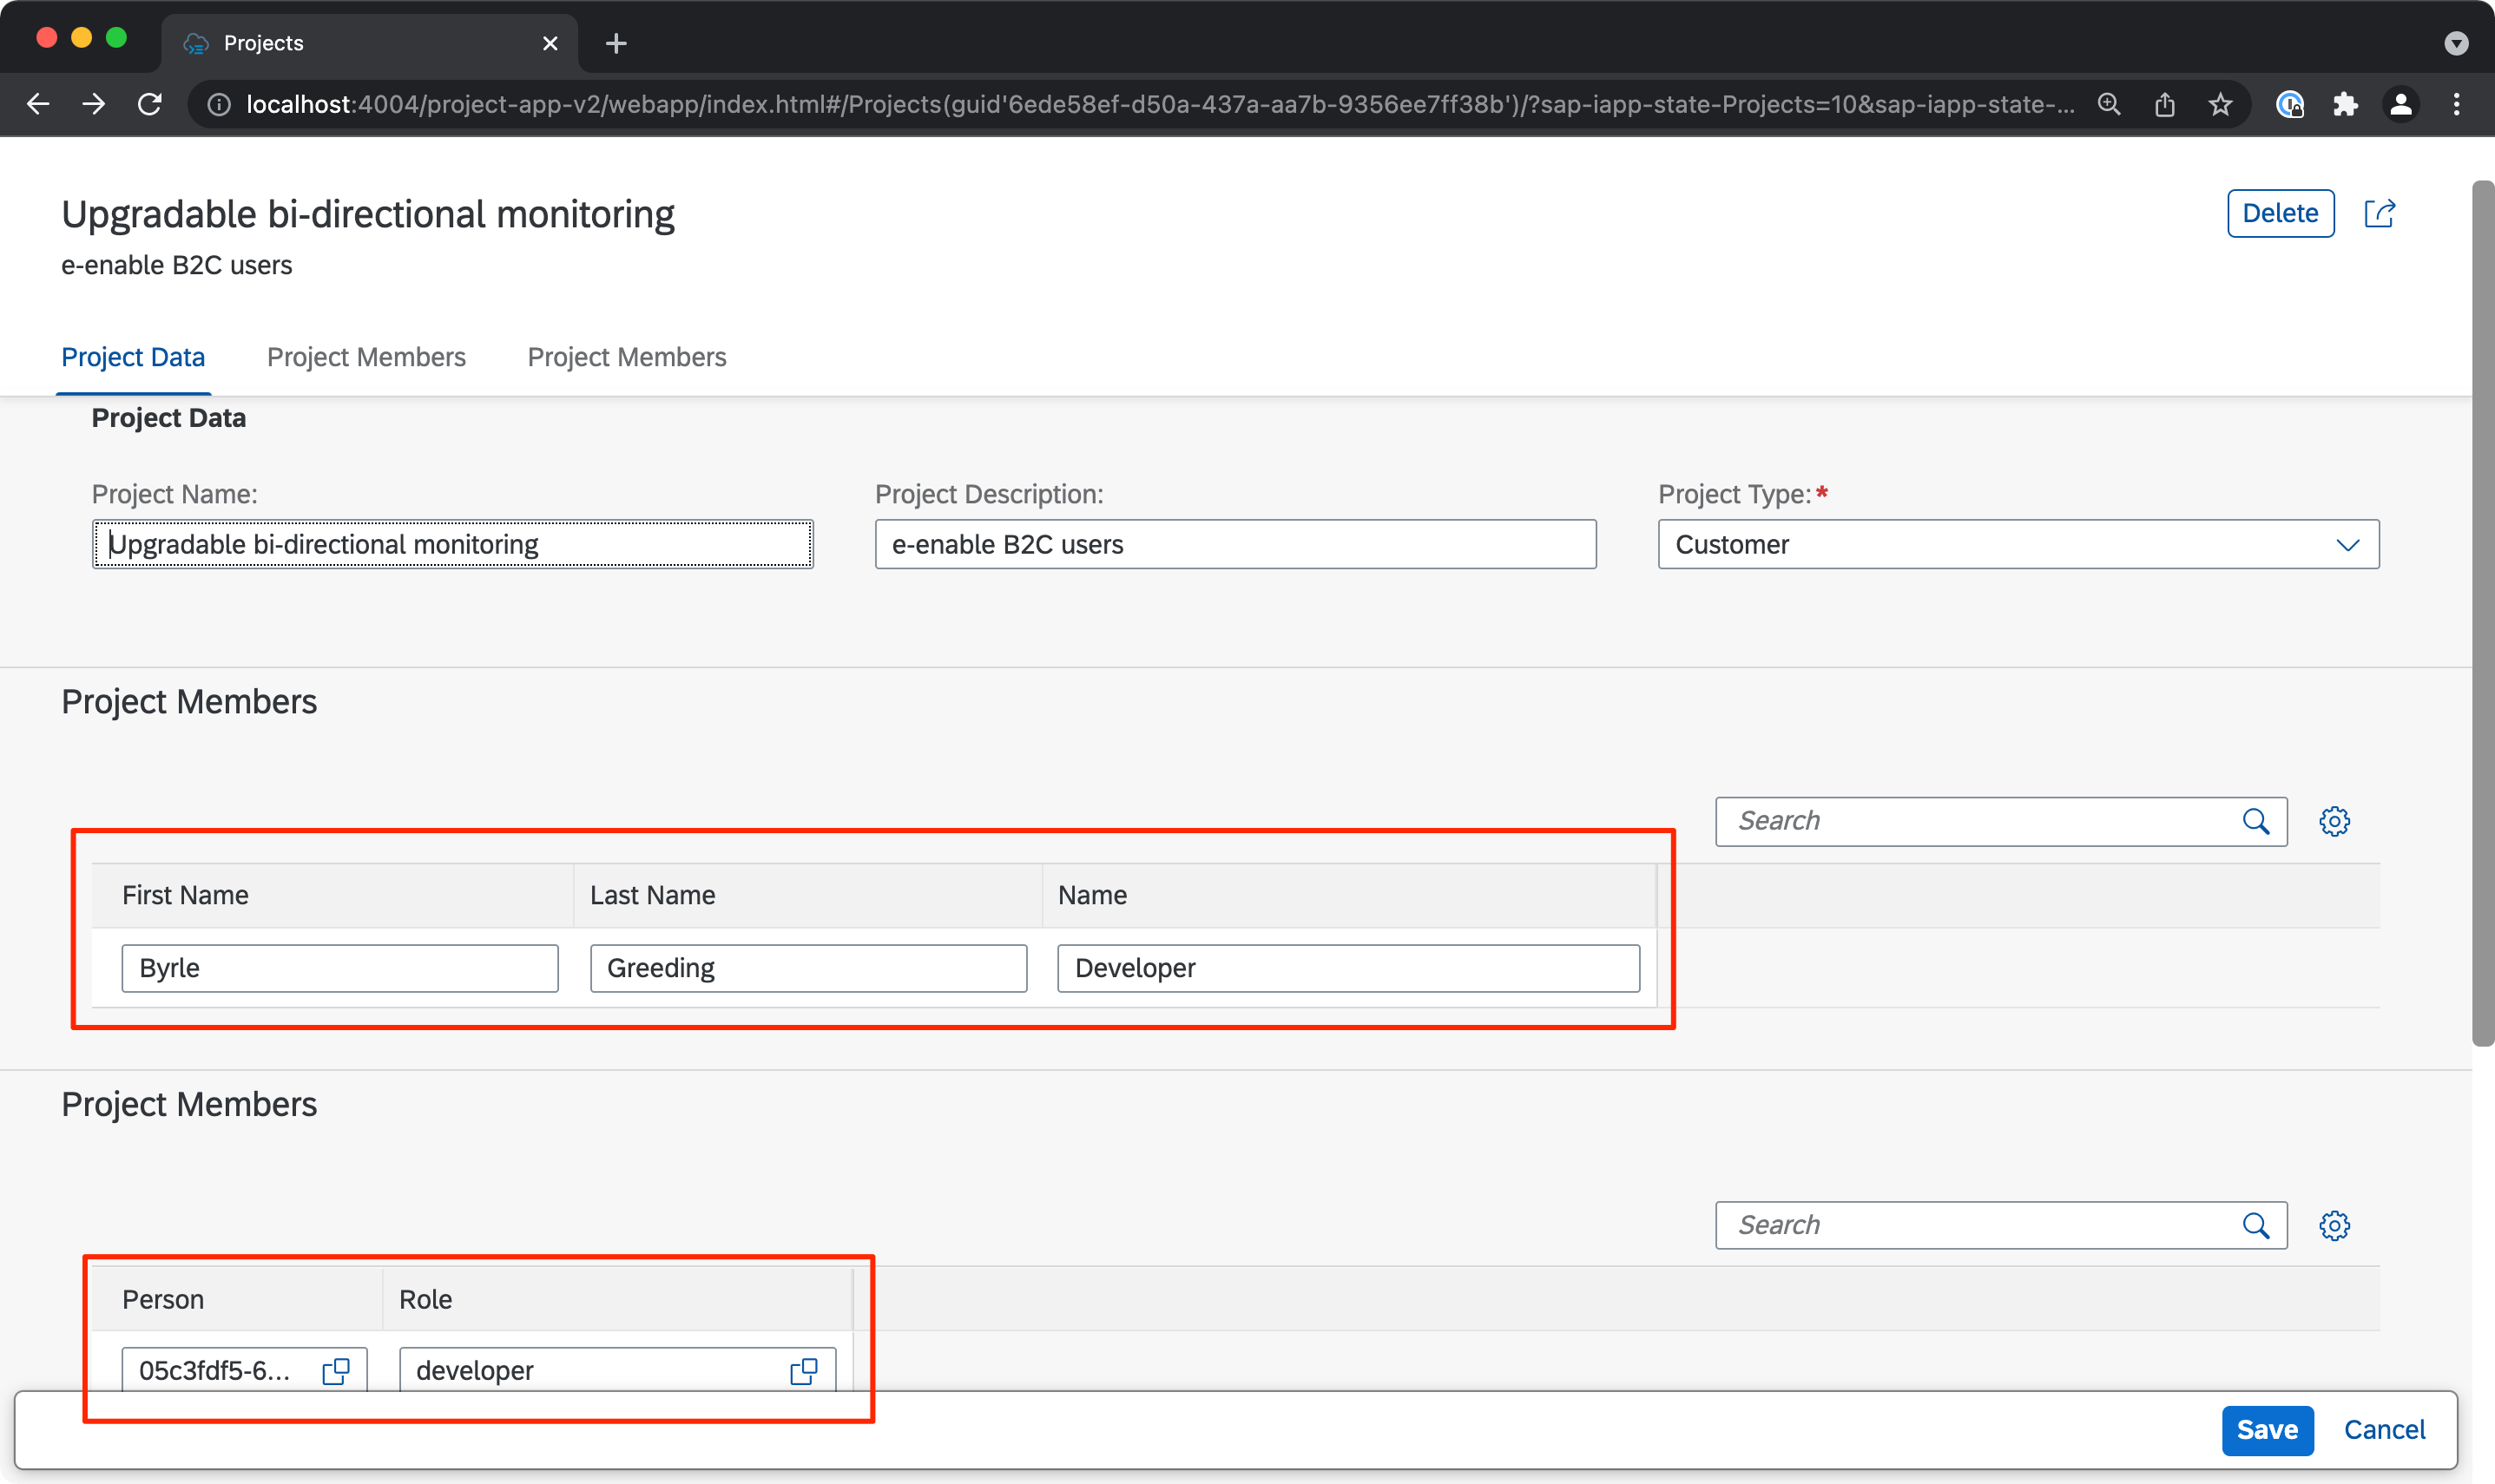 Projects
localhost:4004/project-app-v2/webapp/index.html#/Projects(guid'6ede58ef-d50a-437a-aa7b-9356ee7ff38b')/?sap-iapp-state-Projects=10&sap-iapp-state-...
Upgradable bi-directional monitoring
Delete
e-enable B2C users
Project Data Project Members Project Members
Project Data
Project Name: Project Description: Project Type:*
Upgradable bi-directional monitoring e-enable B2C users Customer
Project Members
Search
First Name Last Name Name
Byrle Greeding Developer
Project Members
Search
Person Role
05c3fdf5-6... developer
Save Cancel